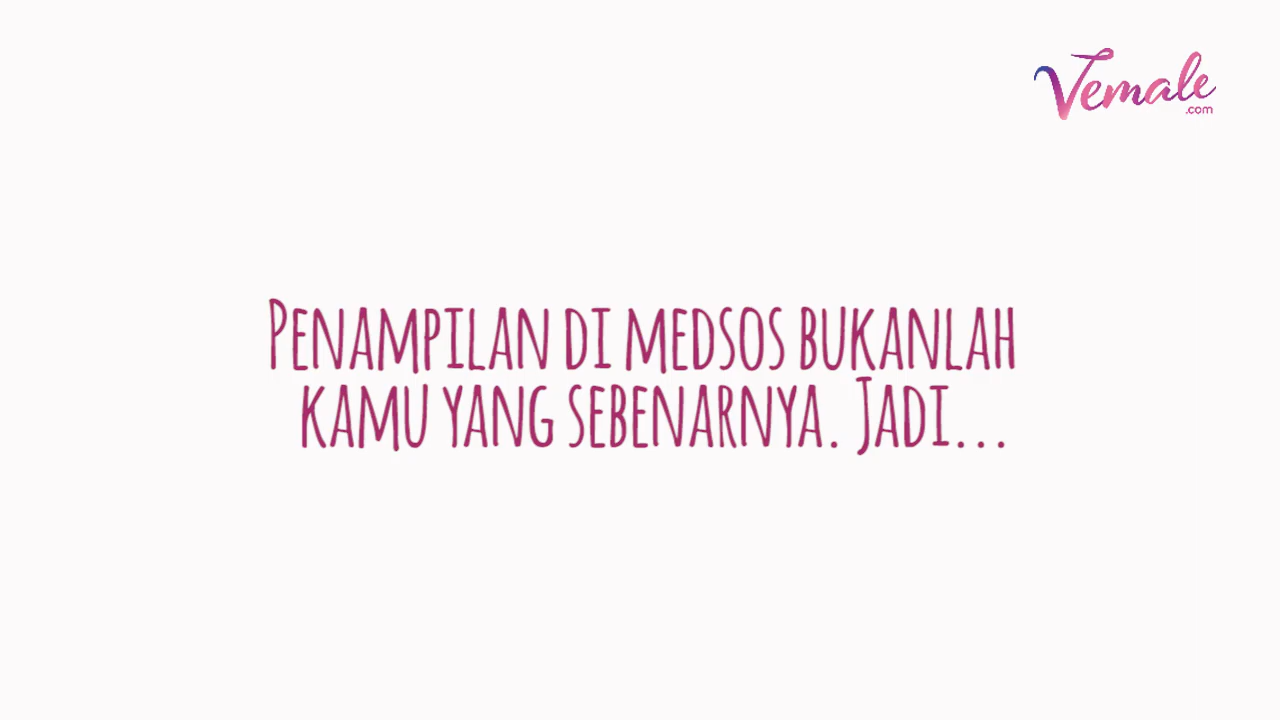 Vemale
.com
Penampilan di medsos bukanlah
kamu yang sebenarnya. Jadi...